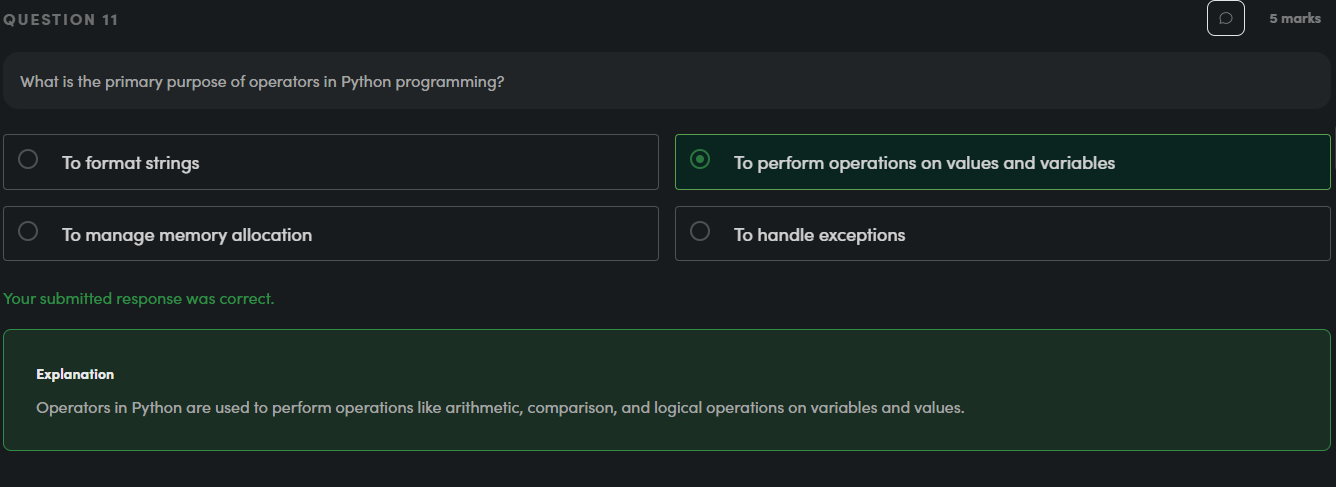 QUESTION 11
5 marks
What is the primary purpose of operators in Python programming?
To format strings
To perform operations on values and variables
To manage memory allocation
To handle exceptions
Your submitted response was correct.
Explanation
Operators in Python are used to perform operations like arithmetic, comparison, and logical operations on variables and values.